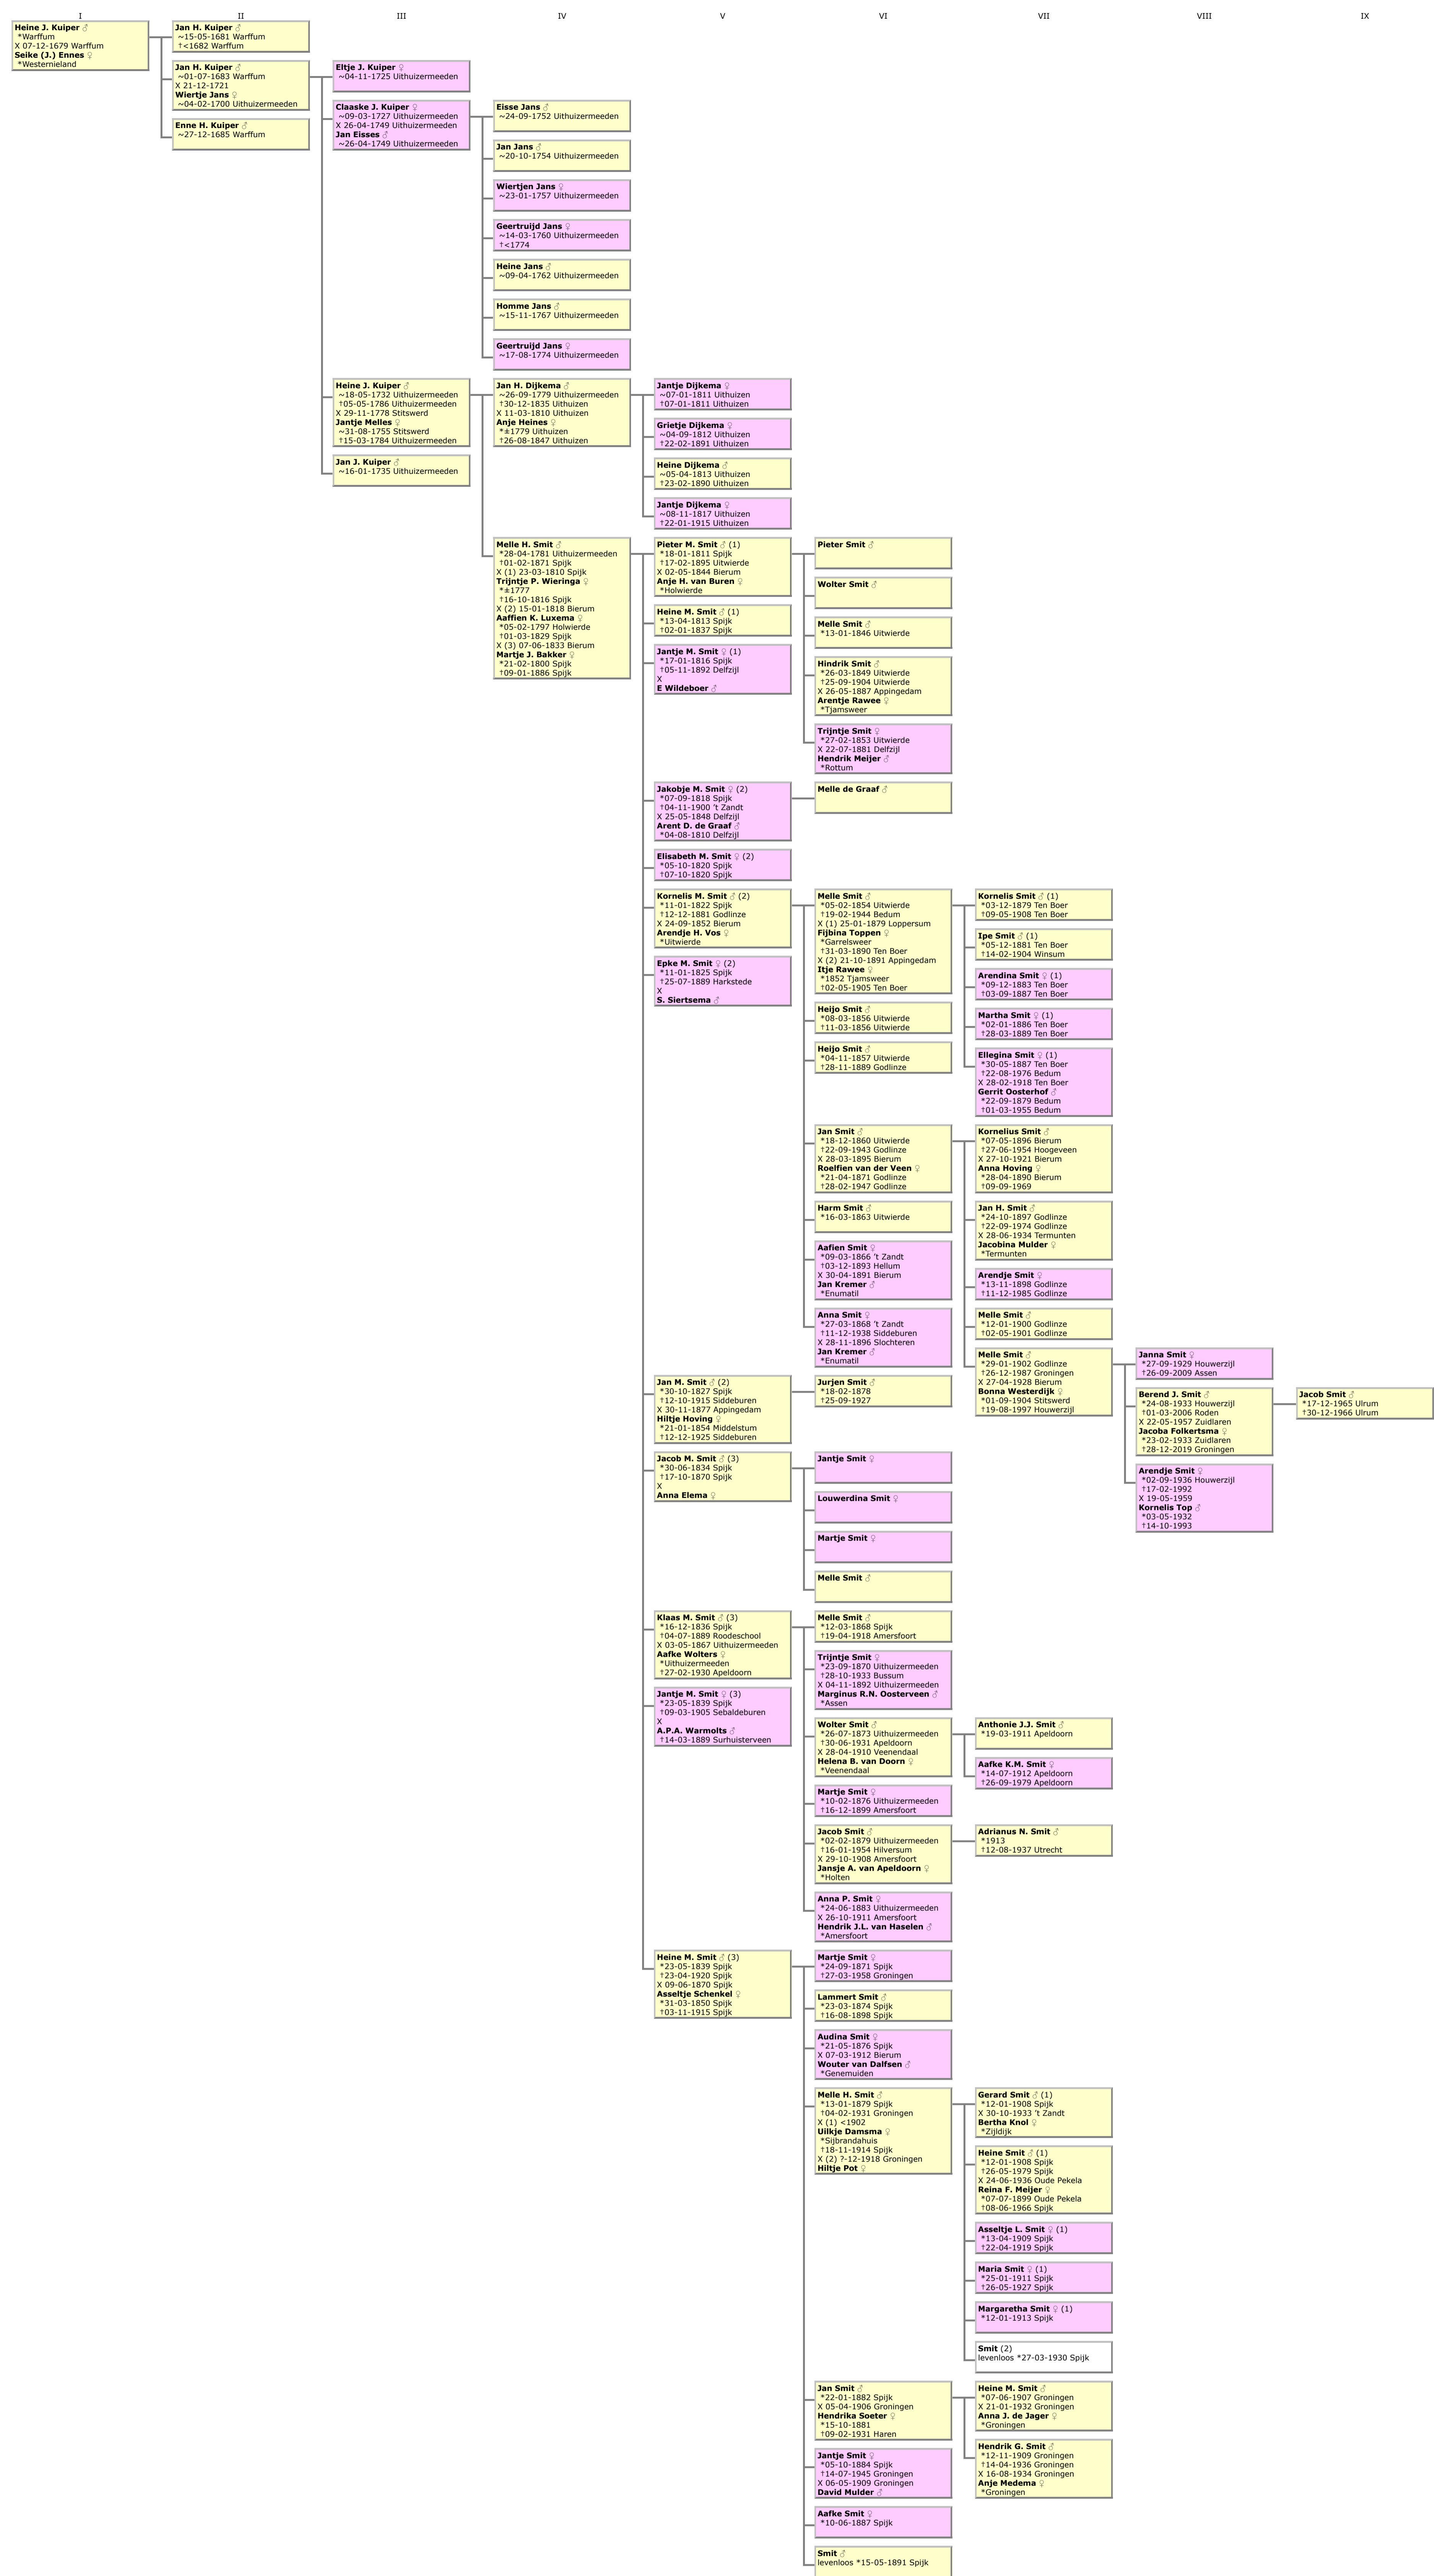 I
II
III
IV
V
VI
VII
VIII
IX
Heine J. Kuiper ♂
*Warffum
X 07-12-1679 Warffum
Seike (J.) Ennes ♀
*Westernieland
Jan H. Kuiper ♂
~15-05-1681 Warffum
†<1682 Warffum
Jan H. Kuiper ♂
~01-07-1683 Warffum
X 21-12-1721
Wiertje Jans ♀
~04-02-1700 Uithuizermeeden
Enne H. Kuiper ♂
~27-12-1685 Warffum
Eltje J. Kuiper ♀
~04-11-1725 Uithuizermeeden
Claaske J. Kuiper ♀
~09-03-1727 Uithuizermeeden
X 26-04-1749 Uithuizermeeden
Jan Eisses ♂
~26-04-1749 Uithuizermeeden
Heine J. Kuiper ♂
~18-05-1732 Uithuizermeeden
†05-05-1786 Uithuizermeeden
X 29-11-1778 Stitswerd
Jantje Melles ♀
~31-08-1755 Stitswerd
†15-03-1784 Uithuizermeeden
Jan J. Kuiper ♂
~16-01-1735 Uithuizermeeden
Eisse Jans ♂
~24-09-1752 Uithuizermeeden
Jan Jans ♂
~20-10-1754 Uithuizermeeden
Wiertjen Jans ♀
~23-01-1757 Uithuizermeeden
Geertruijd Jans ♀
~14-03-1760 Uithuizermeeden
†<1774
Heine Jans ♂
~09-04-1762 Uithuizermeeden
Homme Jans ♂
~15-11-1767 Uithuizermeeden
Geertruijd Jans ♀
~17-08-1774 Uithuizermeeden
Jan H. Dijkema ♂
~26-09-1779 Uithuizermeeden
†30-12-1835 Uithuizen
X 11-03-1810 Uithuizen
Anje Heines ♀
*±1779 Uithuizen
†26-08-1847 Uithuizen
Melle H. Smit ♂
*28-04-1781 Uithuizermeeden
†01-02-1871 Spijk
X (1) 23-03-1810 Spijk
Trijntje P. Wieringa ♀
*±1777
†16-10-1816 Spijk
X (2) 15-01-1818 Bierum
Aaffien K. Luxema ♀
*05-02-1797 Holwierde
†01-03-1829 Spijk
X (3) 07-06-1833 Bierum
Martje J. Bakker ♀
*21-02-1800 Spijk
†09-01-1886 Spijk
Jantje Dijkema ♀
~07-01-1811 Uithuizen
†07-01-1811 Uithuizen
Grietje Dijkema ♀
~04-09-1812 Uithuizen
†22-02-1891 Uithuizen
Heine Dijkema ♂
~05-04-1813 Uithuizen
†23-02-1890 Uithuizen
Jantje Dijkema ♀
~08-11-1817 Uithuizen
†22-01-1915 Uithuizen
Pieter M. Smit ♂ (1)
*18-01-1811 Spijk
†17-02-1895 Uitwierde
X 02-05-1844 Bierum
Anje H. van Buren ♀
*Holwierde
Heine M. Smit ♂ (1)
*13-04-1813 Spijk
†02-01-1837 Spijk
Jantje M. Smit ♀ (1)
*17-01-1816 Spijk
†05-11-1892 Delfzijl
X
E Wildeboer ♂
Jakobje M. Smit ♀ (2)
*07-09-1818 Spijk
†04-11-1900 't Zandt
X 25-05-1848 Delfzijl
Arent D. de Graaf ♂
*04-08-1810 Delfzijl
Elisabeth M. Smit ♀ (2)
*05-10-1820 Spijk
†07-10-1820 Spijk
Kornelis M. Smit ♂ (2)
*11-01-1822 Spijk
†12-12-1881 Godlinze
X 24-09-1852 Bierum
Arendje H. Vos ♀
*Uitwierde
Epke M. Smit ♀ (2)
*11-01-1825 Spijk
†25-07-1889 Harkstede
X
S. Siertsema ♂
Jan M. Smit ♂ (2)
*30-10-1827 Spijk
†12-10-1915 Siddeburen
X 30-11-1877 Appingedam
Hiltje Hoving ♀
*21-01-1854 Middelstum
†12-12-1925 Siddeburen
Jacob M. Smit ♂ (3)
*30-06-1834 Spijk
†17-10-1870 Spijk
X
Anna Elema ♀
Klaas M. Smit ♂ (3)
*16-12-1836 Spijk
†04-07-1889 Roodeschool
X 03-05-1867 Uithuizermeeden
Aafke Wolters ♀
*Uithuizermeeden
†27-02-1930 Apeldoorn
Jantje M. Smit ♀ (3)
*23-05-1839 Spijk
†09-03-1905 Sebaldeburen
X
A.P.A. Warmolts ♂
†14-03-1889 Surhuisterveen
Heine M. Smit ♂ (3)
*23-05-1839 Spijk
†23-04-1920 Spijk
X 09-06-1870 Spijk
Asseltje Schenkel ♀
*31-03-1850 Spijk
†03-11-1915 Spijk
Pieter Smit ♂
Wolter Smit ♂
Melle Smit ♂
*13-01-1846 Uitwierde
Hindrik Smit ♂
*26-03-1849 Uitwierde
†25-09-1904 Uitwierde
X 26-05-1887 Appingedam
Arentje Rawee ♀
*Tjamsweer
Trijntje Smit ♀
*27-02-1853 Uitwierde
X 22-07-1881 Delfzijl
Hendrik Meijer ♂
*Rottum
Melle de Graaf ♂
Melle Smit ♂
*05-02-1854 Uitwierde
†19-02-1944 Bedum
X (1) 25-01-1879 Loppersum
Fijbina Toppen ♀
*Garrelsweer
†31-03-1890 Ten Boer
X (2) 21-10-1891 Appingedam
Itje Rawee ♀
*1852 Tjamsweer
†02-05-1905 Ten Boer
Heijo Smit ♂
*08-03-1856 Uitwierde
†11-03-1856 Uitwierde
Heijo Smit ♂
*04-11-1857 Uitwierde
†28-11-1889 Godlinze
Jan Smit ♂
*18-12-1860 Uitwierde
†22-09-1943 Godlinze
X 28-03-1895 Bierum
Roelfien van der Veen ♀
*21-04-1871 Godlinze
†28-02-1947 Godlinze
Harm Smit ♂
*16-03-1863 Uitwierde
Aafien Smit ♀
*09-03-1866 't Zandt
†03-12-1893 Hellum
X 30-04-1891 Bierum
Jan Kremer ♂
*Enumatil
Anna Smit ♀
*27-03-1868 't Zandt
†11-12-1938 Siddeburen
X 28-11-1896 Slochteren
Jan Kremer ♂
*Enumatil
Jurjen Smit ♂
*18-02-1878
†25-09-1927
Jantje Smit ♀
Louwerdina Smit ♀
Martje Smit ♀
Melle Smit ♂
Melle Smit ♂
*12-03-1868 Spijk
†19-04-1918 Amersfoort
Trijntje Smit ♀
*23-09-1870 Uithuizermeeden
†28-10-1933 Bussum
X 04-11-1892 Uithuizermeeden
Marginus R.N. Oosterveen ♂
*Assen
Wolter Smit ♂
*26-07-1873 Uithuizermeeden
†30-06-1931 Apeldoorn
X 28-04-1910 Veenendaal
Helena B. van Doorn ♀
*Veenendaal
Martje Smit ♀
*10-02-1876 Uithuizermeeden
†16-12-1899 Amersfoort
Jacob Smit ♂
*02-02-1879 Uithuizermeeden
†16-01-1954 Hilversum
X 29-10-1908 Amersfoort
Jansje A. van Apeldoorn ♀
*Holten
Anna P. Smit ♀
*24-06-1883 Uithuizermeeden
X 26-10-1911 Amersfoort
Hendrik J.L. van Haselen ♂
*Amersfoort
Martje Smit ♀
*24-09-1871 Spijk
†27-03-1958 Groningen
Lammert Smit ♂
*23-03-1874 Spijk
†16-08-1898 Spijk
Audina Smit ♀
*21-05-1876 Spijk
X 07-03-1912 Bierum
Wouter van Dalfsen ♂
*Genemuiden
Melle H. Smit ♂
*13-01-1879 Spijk
†04-02-1931 Groningen
X (1) <1902
Uilkje Damsma ♀
*Sijbrandahuis
†18-11-1914 Spijk
X (2) ?-12-1918 Groningen
Hiltje Pot ♀
Jan Smit ♂
*22-01-1882 Spijk
X 05-04-1906 Groningen
Hendrika Soeter ♀
*15-10-1881
†09-02-1931 Haren
Jantje Smit ♀
*05-10-1884 Spijk
†14-07-1945 Groningen
X 06-05-1909 Groningen
David Mulder ♂
Aafke Smit ♀
*10-06-1887 Spijk
Smit ♂
levenloos *15-05-1891 Spijk
Kornelis Smit ♂ (1)
*03-12-1879 Ten Boer
†09-05-1908 Ten Boer
Ipe Smit ♂ (1)
*05-12-1881 Ten Boer
†14-02-1904 Winsum
Arendina Smit ♀ (1)
*09-12-1883 Ten Boer
†03-09-1887 Ten Boer
Martha Smit ♀ (1)
*02-01-1886 Ten Boer
†28-03-1889 Ten Boer
Ellegina Smit ♀ (1)
*30-05-1887 Ten Boer
†22-08-1976 Bedum
X 28-02-1918 Ten Boer
Gerrit Oosterhof ♂
*22-09-1879 Bedum
†01-03-1955 Bedum
Kornelius Smit ♂
*07-05-1896 Bierum
†27-06-1954 Hoogeveen
X 27-10-1921 Bierum
Anna Hoving ♀
*28-04-1890 Bierum
†09-09-1969
Jan H. Smit ♂
*24-10-1897 Godlinze
†22-09-1974 Godlinze
X 28-06-1934 Termunten
Jacobina Mulder ♀
*Termunten
Arendje Smit ♀
*13-11-1898 Godlinze
†11-12-1985 Godlinze
Melle Smit ♂
*12-01-1900 Godlinze
†02-05-1901 Godlinze
Melle Smit ♂
*29-01-1902 Godlinze
†26-12-1987 Groningen
X 27-04-1928 Bierum
Bonna Westerdijk ♀
*01-09-1904 Stitswerd
†19-08-1997 Houwerzijl
Anthonie J.J. Smit ♂
*19-03-1911 Apeldoorn
Aafke K.M. Smit ♀
*14-07-1912 Apeldoorn
†26-09-1979 Apeldoorn
Adrianus N. Smit ♂
*1913
†12-08-1937 Utrecht
Gerard Smit ♂ (1)
*12-01-1908 Spijk
X 30-10-1933 't Zandt
Bertha Knol ♀
*Zijldijk
Heine Smit ♂ (1)
*12-01-1908 Spijk
†26-05-1979 Spijk
X 24-06-1936 Oude Pekela
Reina F. Meijer ♀
*07-07-1899 Oude Pekela
†08-06-1966 Spijk
Asseltje L. Smit ♀ (1)
*13-04-1909 Spijk
†22-04-1919 Spijk
Maria Smit ♀ (1)
*25-01-1911 Spijk
†26-05-1927 Spijk
Margaretha Smit ♀ (1)
*12-01-1913 Spijk
Smit (2)
levenloos *27-03-1930 Spijk
Heine M. Smit ♂
*07-06-1907 Groningen
X 21-01-1932 Groningen
Anna J. de Jager ♀
*Groningen
Hendrik G. Smit ♂
*12-11-1909 Groningen
†14-04-1936 Groningen
X 16-08-1934 Groningen
Anje Medema ♀
*Groningen
Janna Smit ♀
*27-09-1929 Houwerzijl
†26-09-2009 Assen
Berend J. Smit ♂
*24-08-1933 Houwerzijl
†01-03-2006 Roden
X 22-05-1957 Zuidlaren
Jacoba Folkertsma ♀
*23-02-1933 Zuidlaren
†28-12-2019 Groningen
Arendje Smit ♀
*02-09-1936 Houwerzijl
†17-02-1992
X 19-05-1959
Kornelis Top ♂
*03-05-1932
†14-10-1993
Jacob Smit ♂
*17-12-1965 Ulrum
†30-12-1966 Ulrum